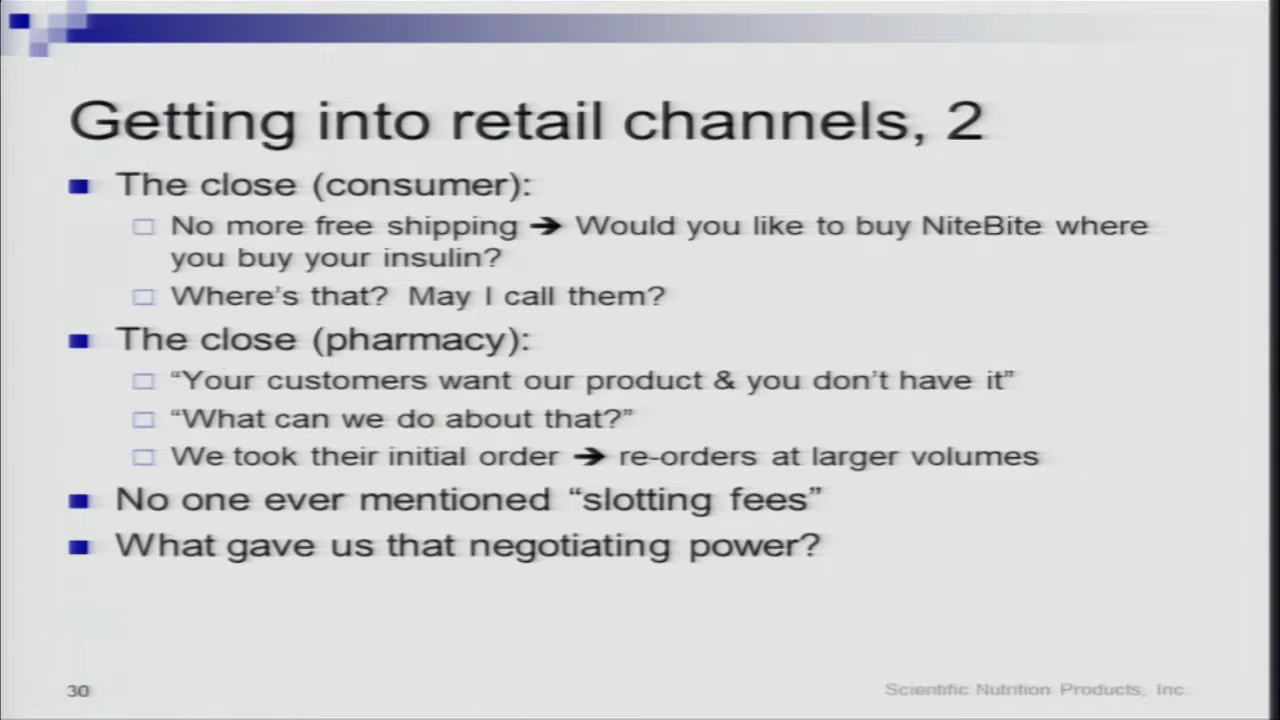 Getting into retail channels, 2
The close (consumer):
No more free shipping ➔ Would you like to buy NiteBite where
you buy your insulin?
Where's that? May I call them?
The close (pharmacy):
“Your customers want our product & you don't have it”
“What can we do about that?”
We took their initial order ➔ re-orders at larger volumes
No one ever mentioned “slotting fees”
What gave us that negotiating power?
30
Scientific Nutrition Products, Inc.